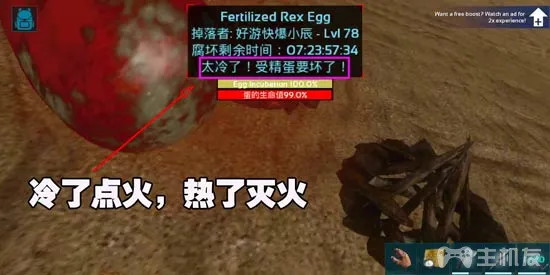 Fertilized Rex Egg
掉落者: 好游快爆小辰 - Lvl 78
腐坏剩余时间：07:23:57:34
太冷了！受精蛋要坏了！
Egg Incubation 100.0%
蛋的生命值99.0%
Want a free boost? Watch an ad for
2x experience!
冷了点火，热了灭火
主机友